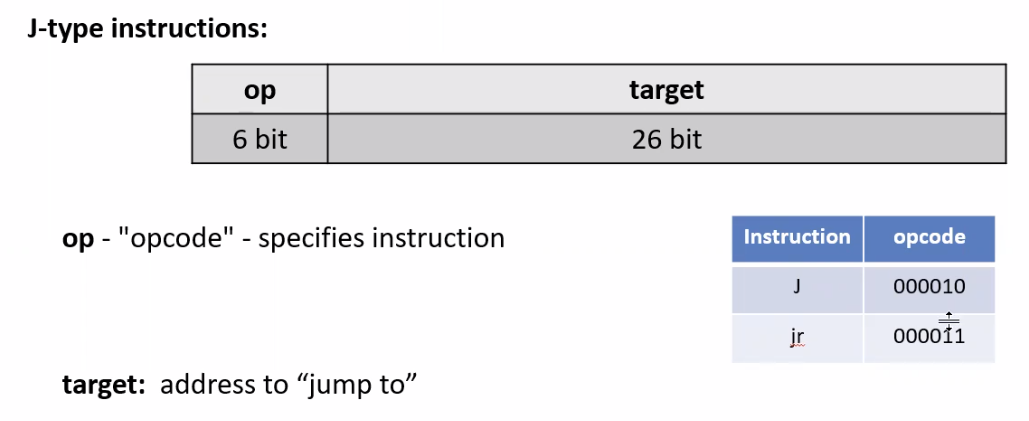 J-type instructions:
op target
6 bit 26 bit
op - "opcode" - specifies instruction
Instruction opcode
J 000010
jr 000011
target: address to “jump to”